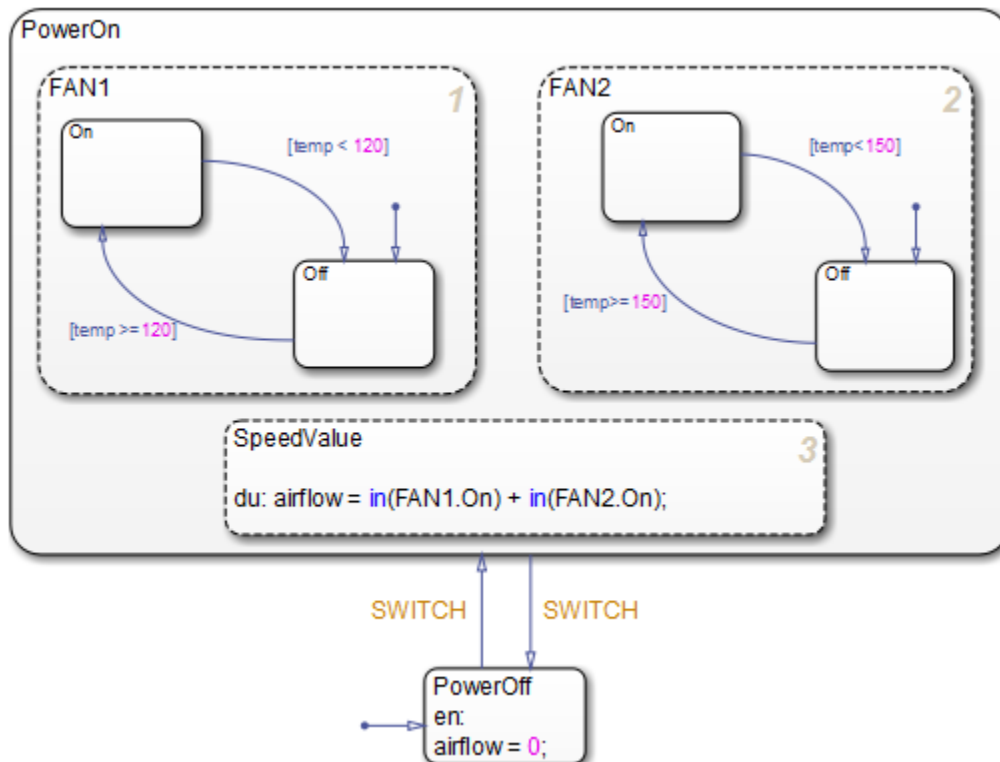 PowerOn
FAN1
1
On
[temp < 120]
Off
[temp >=120]
FAN2
2
On
[temp<150]
Off
[temp>=150]
SpeedValue
3
du: airflow = in(FAN1.On) + in(FAN2.On);
SWITCH
SWITCH
PowerOff
en:
airflow = 0;